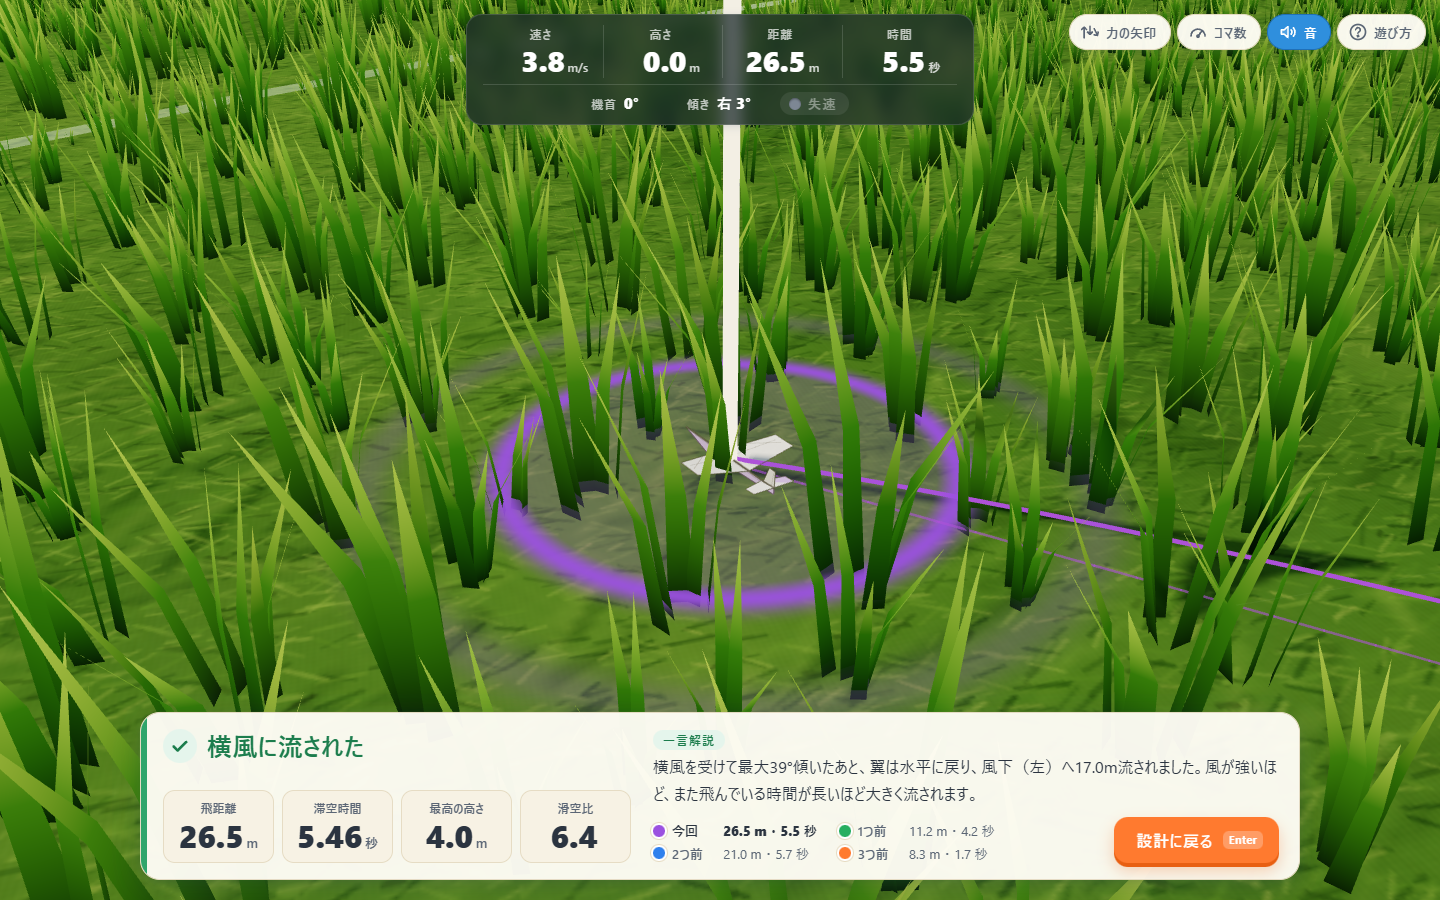 速さ 高さ 距離 時間
3.8 m/s 0.0 m 26.5 m 5.5 秒
機首 0° 傾き 右 3° 失速
力の矢印 コマ数 音 遊び方
横風に流された
飛距離 滞空時間 最高の高さ 滑空比
26.5 m 5.46 秒 4.0 m 6.4
一言解説
横風を受けて最大39°傾いたあと、翼は水平に戻り、風下（左）へ17.0m流されました。風が強いほ
ど、また飛んでいる時間が長いほど大きく流されます。
今回 26.5 m・5.5 秒 1つ前 11.2 m・4.2 秒
2つ前 21.0 m・5.7 秒 3つ前 8.3 m・1.7 秒
設計に戻る Enter